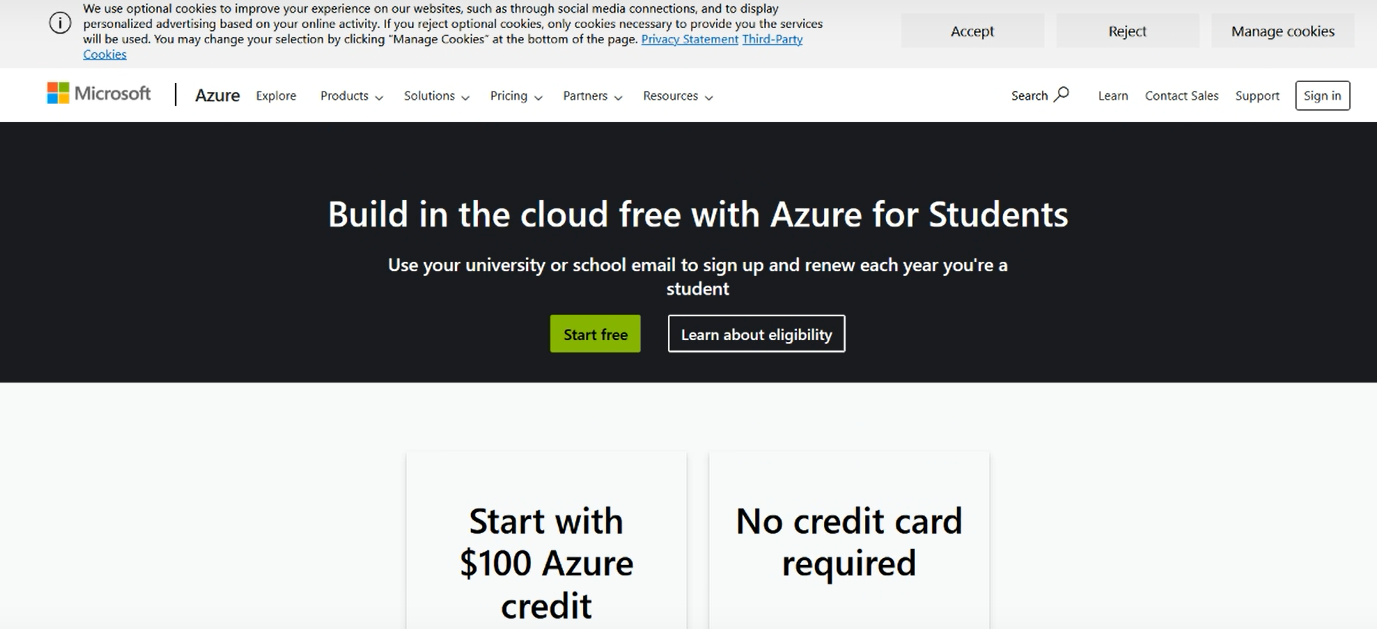 We use optional cookies to improve your experience on our websites, such as through social media connections, and to display
personalized advertising based on your online activity. If you reject optional cookies, only cookies necessary to provide you the services
will be used. You may change your selection by clicking "Manage Cookies" at the bottom of the page. Privacy Statement Third-Party
Cookies
Accept
Reject
Manage cookies
Microsoft
Azure
Explore
Products
Solutions
Pricing
Partners
Resources
Search
Learn
Contact Sales
Support
Sign in
Build in the cloud free with Azure for Students
Use your university or school email to sign up and renew each year you're a
student
Start free
Learn about eligibility
Start with
$100 Azure
credit
No credit card
required